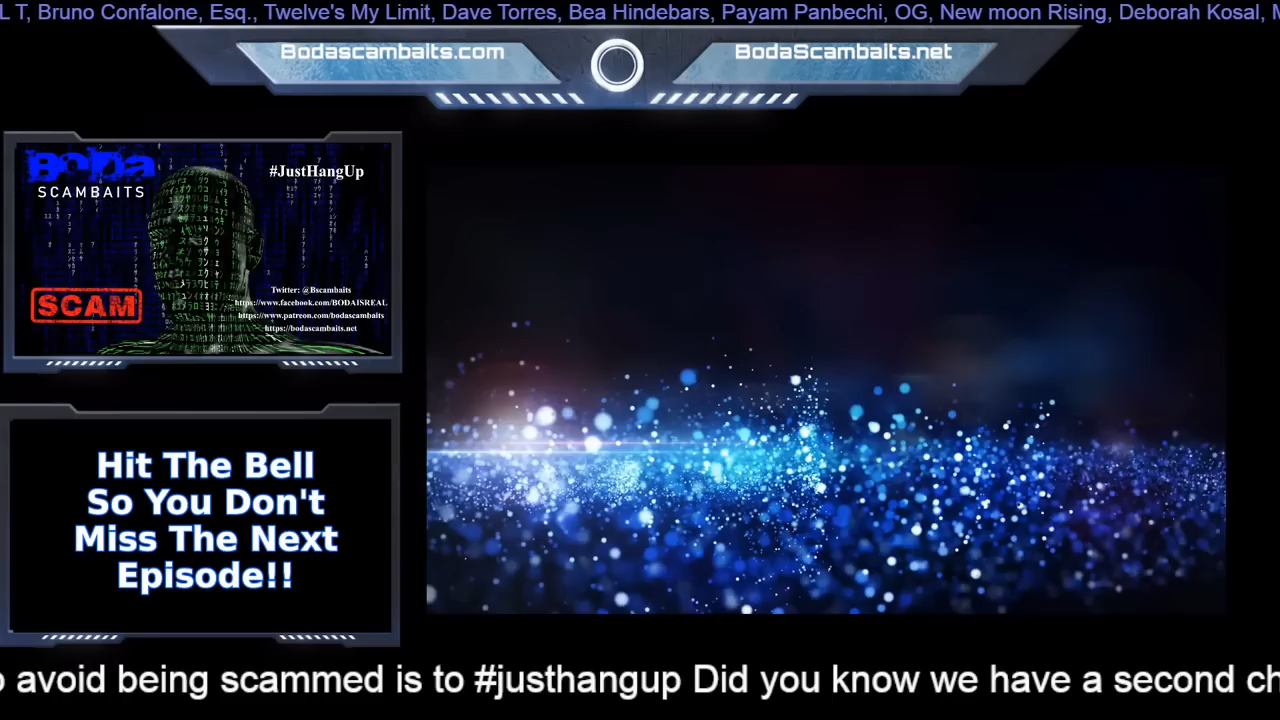 L T, Bruno Confalone, Esq., Twelve's My Limit, Dave Torres, Bea Hindebars, Payam Panbechi, OG, New moon Rising, Deborah Kosal,
Bodascambaits.com
BodaScambaits.net
BODa
SCAMBAITS
#JustHangUp
SCAM
Twitter: @Bscambaits
https://www.facebook.com/BODAISREAL
https://www.patreon.com/bodascambaits
https://bodascambaits.net
Hit The Bell
So You Don't
Miss The Next
Episode!!
o avoid being scammed is to #justhangup Did you know we have a second ch